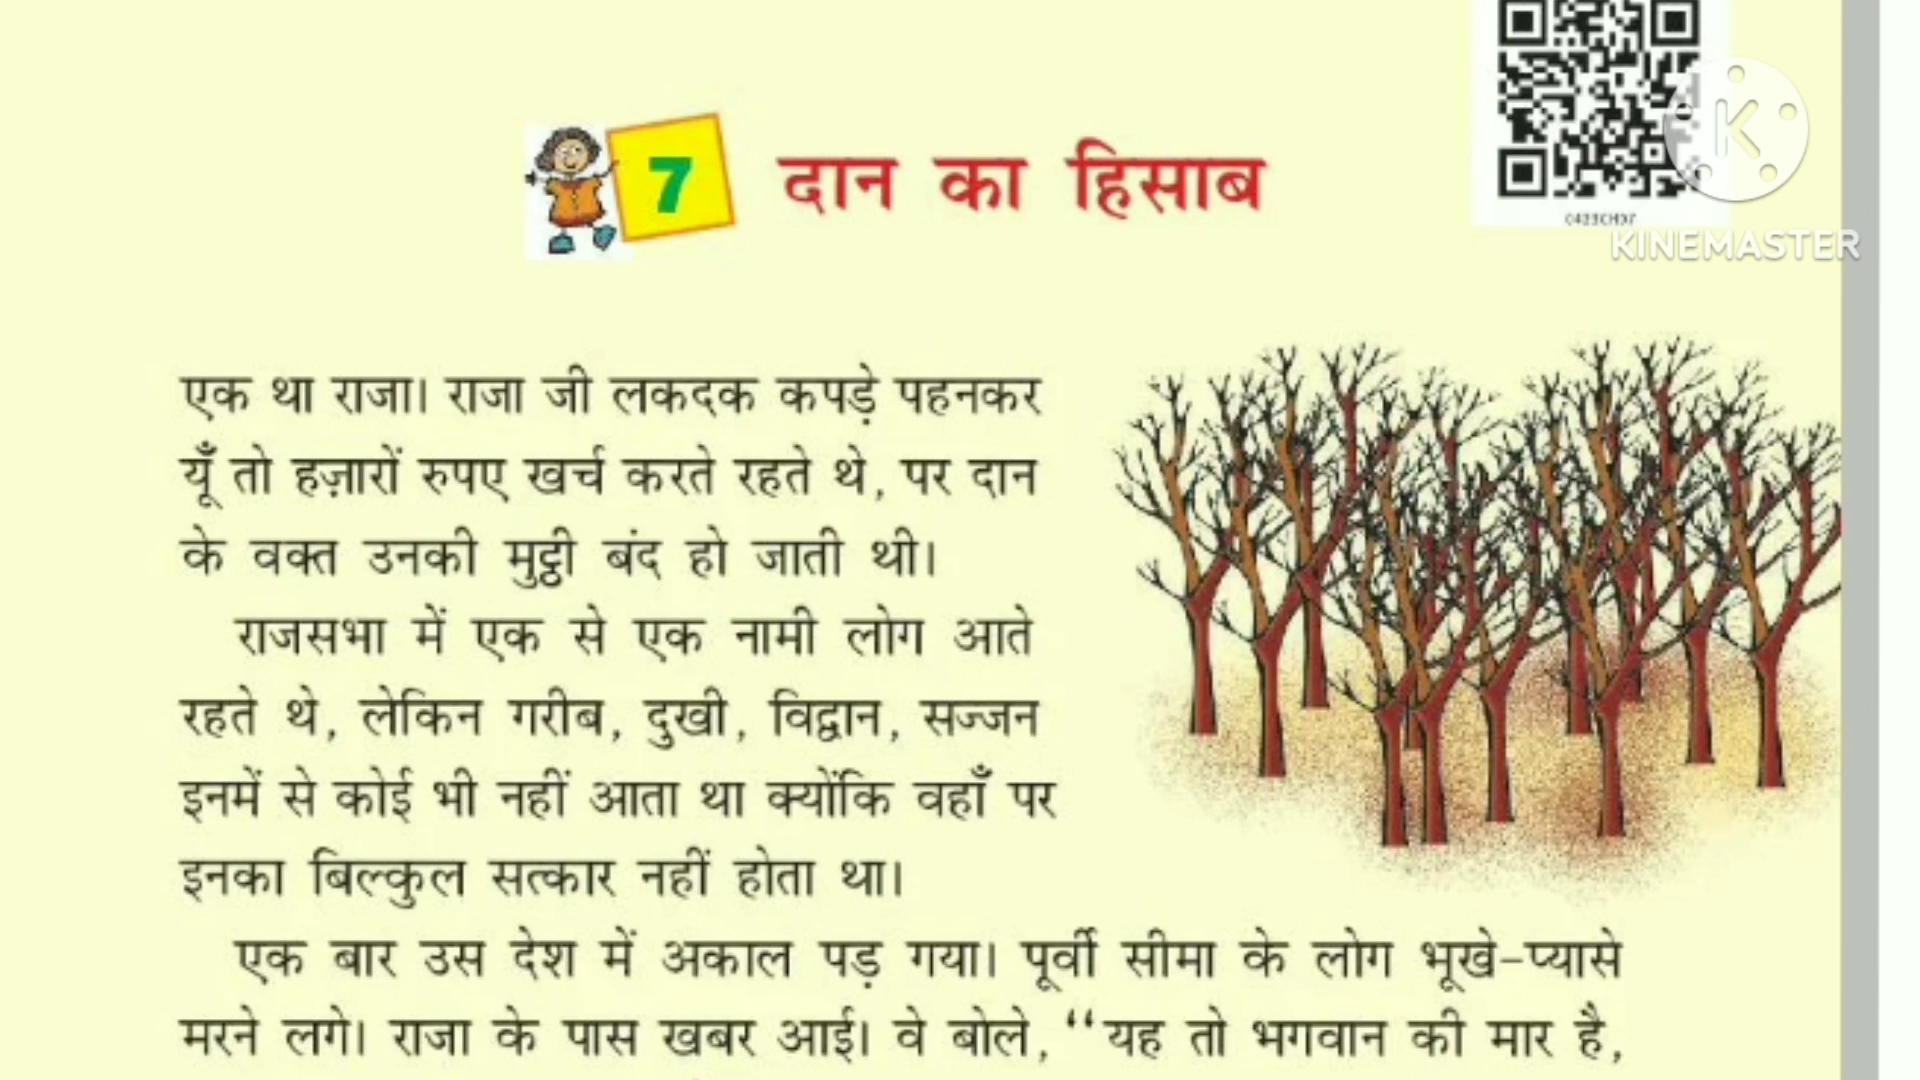 7 दान का हिसाब
0423CH07
KINEMASTER
एक था राजा। राजा जी लकदक कपड़े पहनकर
यूँ तो हज़ारों रुपए खर्च करते रहते थे, पर दान
के वक्त उनकी मुट्ठी बंद हो जाती थी।
राजसभा में एक से एक नामी लोग आते
रहते थे, लेकिन गरीब, दुखी, विद्वान, सज्जन
इनमें से कोई भी नहीं आता था क्योंकि वहाँ पर
इनका बिल्कुल सत्कार नहीं होता था।
एक बार उस देश में अकाल पड़ गया। पूर्वी सीमा के लोग भूखे-प्यासे
मरने लगे। राजा के पास खबर आई। वे बोले, “यह तो भगवान की मार है,